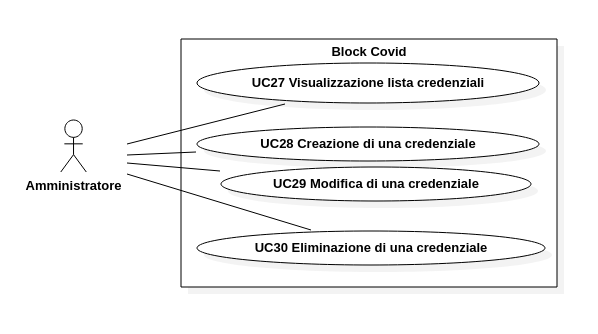 Block Covid
UC27 Visualizzazione lista credenziali
UC28 Creazione di una credenziale
UC29 Modifica di una credenziale
Amministratore
UC30 Eliminazione di una credenziale